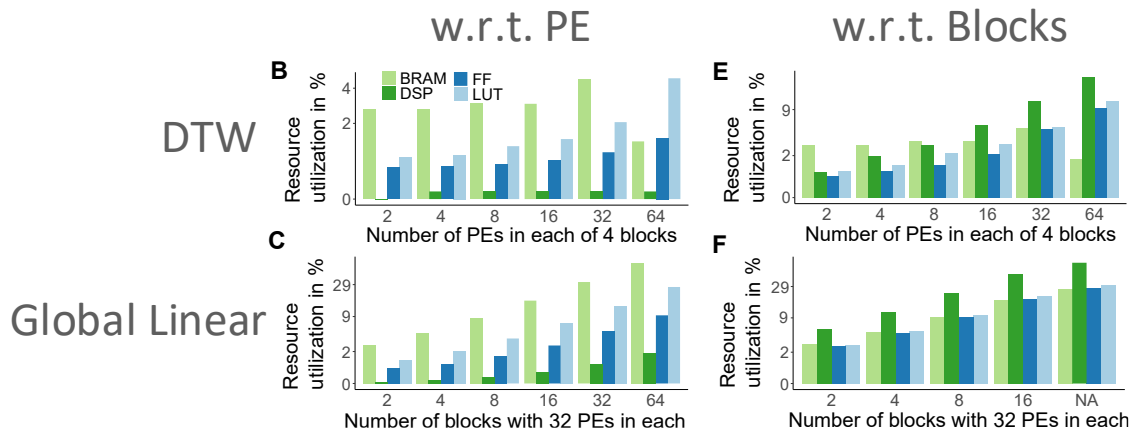 w.r.t. PE
w.r.t. Blocks
DTW
Global Linear
B
Resource
utilization in %
4
2
0
BRAM
FF
DSP
LUT
2 4 8 16 32 64
Number of PEs in each of 4 blocks
E
Resource
utilization in %
9
2
0
2 4 8 16 32 64
Number of PEs in each of 4 blocks
C
Resource
utilization in %
29
9
2
0
2 4 8 16 32 64
Number of blocks with 32 PEs in each
F
Resource
utilization in %
29
9
2
0
2 4 8 16 NA
Number of blocks with 32 PEs in each